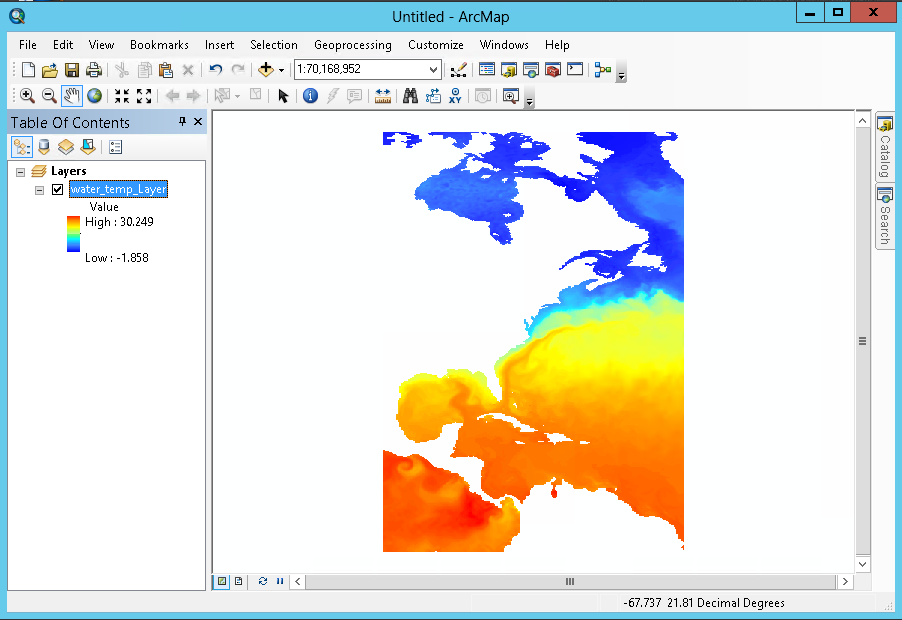 Untitled - ArcMap
File Edit View Bookmarks Insert Selection Geoprocessing Customize Windows Help
1:70,168,952
XY
Table Of Contents
Layers
water_temp_Layer
Value
High : 30.249
Low : -1.858
Catalog
Search
-67.737 21.81 Decimal Degrees